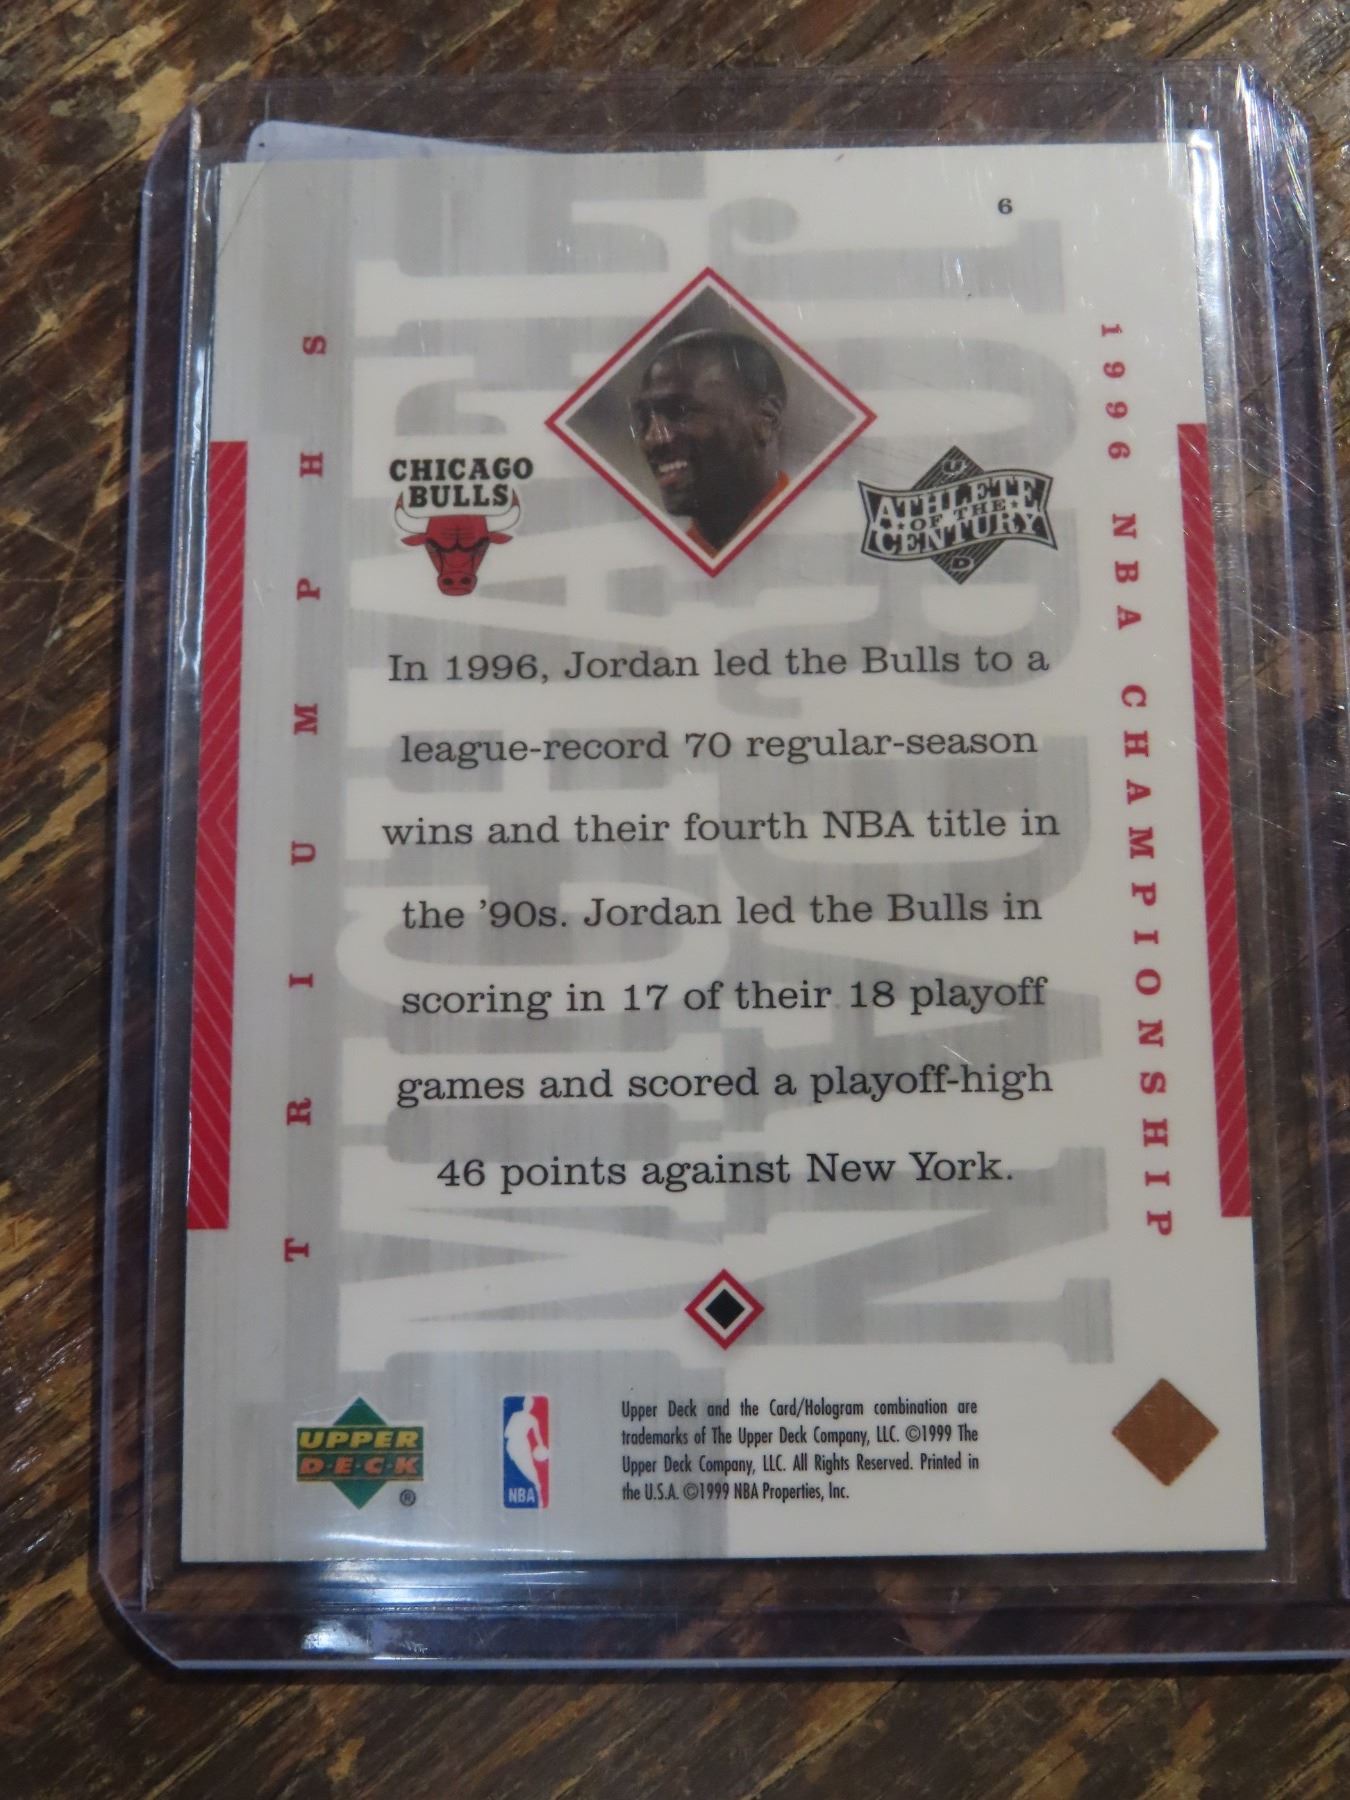 6
TRIUMPHS
1996 NBA CHAMPIONSHIP
MICHAEL
JORDAN
CHICAGO
BULLS
U
ATHLETE
OF THE
CENTURY
D
In 1996, Jordan led the Bulls to a
league-record 70 regular-season
wins and their fourth NBA title in
the ’90s. Jordan led the Bulls in
scoring in 17 of their 18 playoff
games and scored a playoff-high
46 points against New York.
UPPER
D·E·C·K
®
NBA
Upper Deck and the Card/Hologram combination are
trademarks of The Upper Deck Company, LLC. ©1999 The
Upper Deck Company, LLC. All Rights Reserved. Printed in
the U.S.A. ©1999 NBA Properties, Inc.